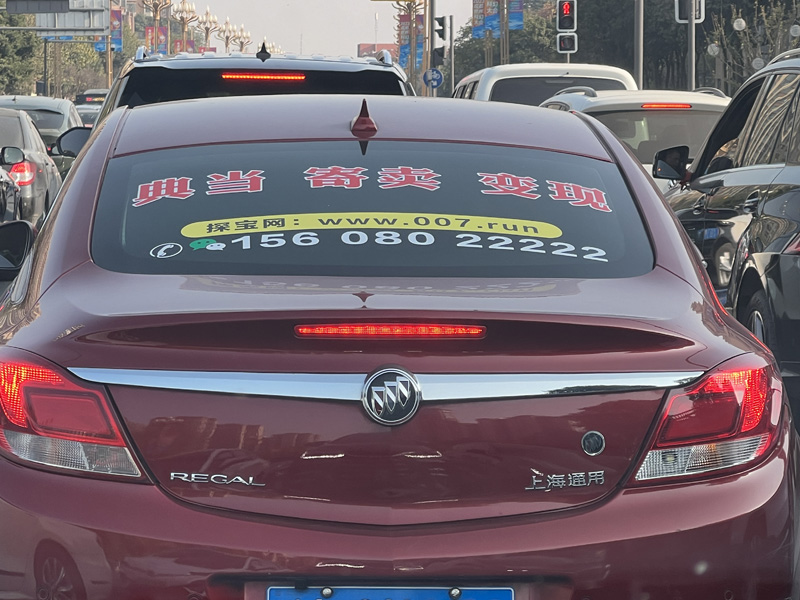 典当 寄卖 变现
探宝网：www.007.run
156 080 22222
REGAL
上海通用